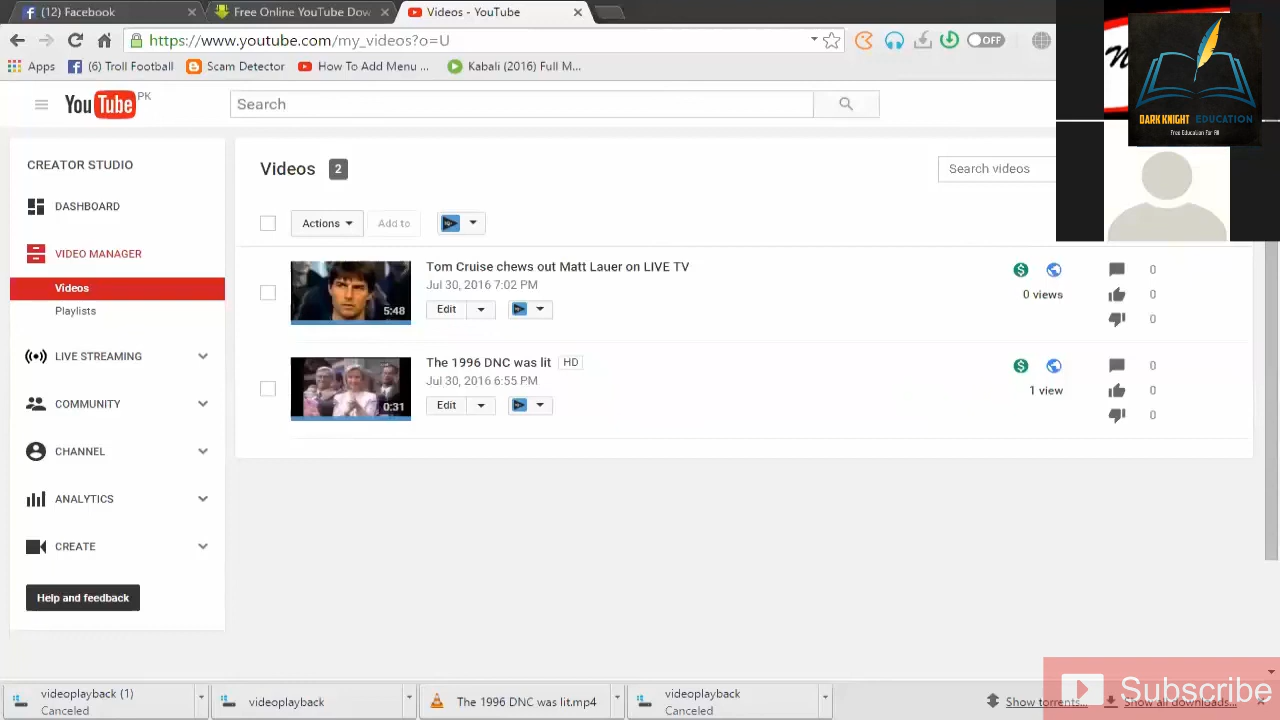 Facebook (12)
Free Online YouTube Dow
Videos - YouTube
https://www.youtube.com/my_videos?o=U
OFF
Apps
(6) Troll Football
Scam Detector
How To Add Menu
Kabali (2016) Full M...
YouTube PK
Search
CREATOR STUDIO
DASHBOARD
VIDEO MANAGER
Videos
Playlists
LIVE STREAMING
COMMUNITY
CHANNEL
ANALYTICS
CREATE
Help and feedback
Videos 2
Search videos
Actions
Add to
Tom Cruise chews out Matt Lauer on LIVE TV
Jul 30, 2016 7:02 PM
5:48
Edit
0 views
0
0
0
The 1996 DNC was lit HD
Jul 30, 2016 6:55 PM
0:31
Edit
1 view
0
0
0
DARK KNIGHT EDUCATION
Free Education For All
videoplayback (1)
Canceled
videoplayback
The 1996 DNC was lit.mp4
videoplayback
Canceled
Show torrents...
Show all downloads...
Subscribe